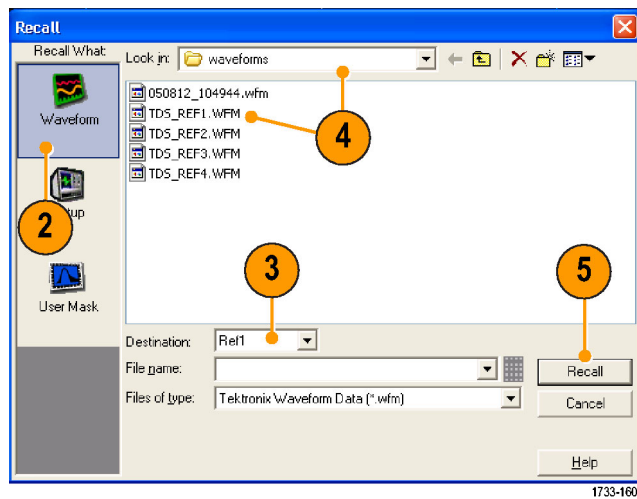 Recall
Recall What:
Look in:
waveforms
Waveform
2
tup
User Mask
050812_104944.wfm
TDS_REF1.WFM
TDS_REF2.WFM
TDS_REF3.WFM
TDS_REF4.WFM
4
3
5
Destination:
Ref1
File name:
Recall
Files of type:
Tektronix Waveform Data (*.wfm)
Cancel
Help
1733-160